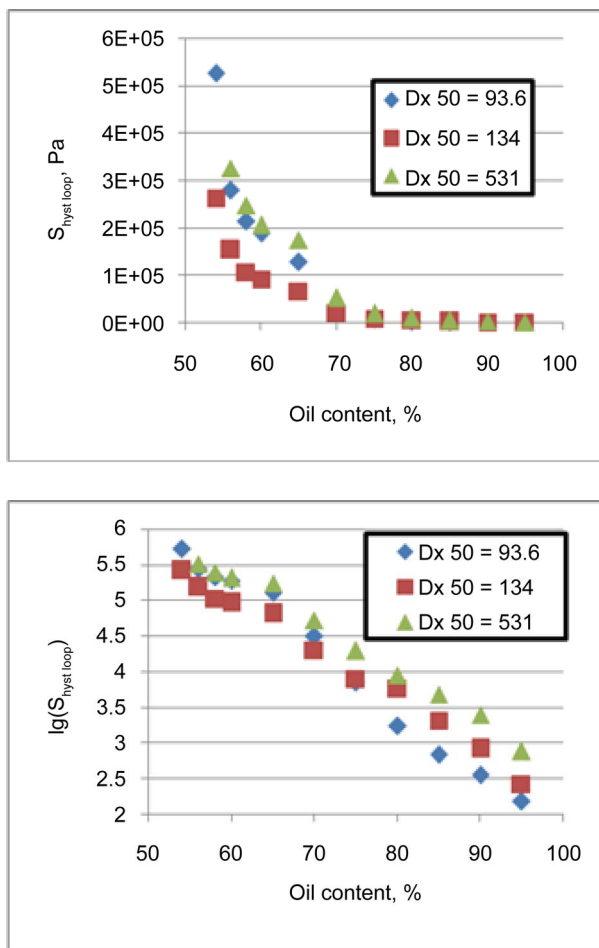 6E+05
5E+05
4E+05
3E+05
2E+05
1E+05
0E+00
S hyst loop, Pa
Dx 50 = 93.6
Dx 50 = 134
Dx 50 = 531
50 60 70 80 90 100
Oil content, %
6
5.5
5
4.5
4
3.5
3
2.5
2
lg(S hyst loop)
Dx 50 = 93.6
Dx 50 = 134
Dx 50 = 531
50 60 70 80 90 100
Oil content, %